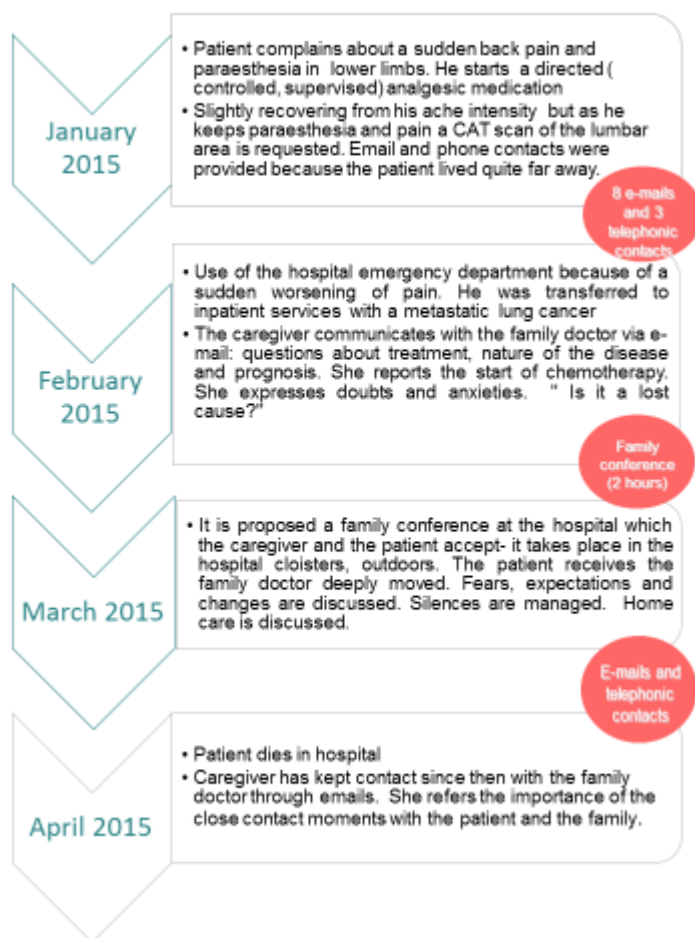 January
2015
• Patient complains about a sudden back pain and
paraesthesia in lower limbs. He starts a directed (
controlled, supervised) analgesic medication
• Slightly recovering from his ache intensity but as he
keeps paraesthesia and pain a CAT scan of the lumbar
area is requested. Email and phone contacts were
provided because the patient lived quite far away.
8 e-mails
and 3
telephonic
contacts
February
2015
• Use of the hospital emergency department because of a
sudden worsening of pain. He was transferred to
inpatient services with a metastatic lung cancer
• The caregiver communicates with the family doctor via e-
mail: questions about treatment, nature of the disease
and prognosis. She reports the start of chemotherapy.
She expresses doubts and anxieties. " Is it a lost
cause?"
Family
conference
(2 hours)
March 2015
• It is proposed a family conference at the hospital which
the caregiver and the patient accept- it takes place in the
hospital cloisters, outdoors. The patient receives the
family doctor deeply moved. Fears, expectations and
changes are discussed. Silences are managed. Home
care is discussed.
E-mails and
telephonic
contacts
April 2015
• Patient dies in hospital
• Caregiver has kept contact since then with the family
doctor through emails. She refers the importance of the
close contact moments with the patient and the family.